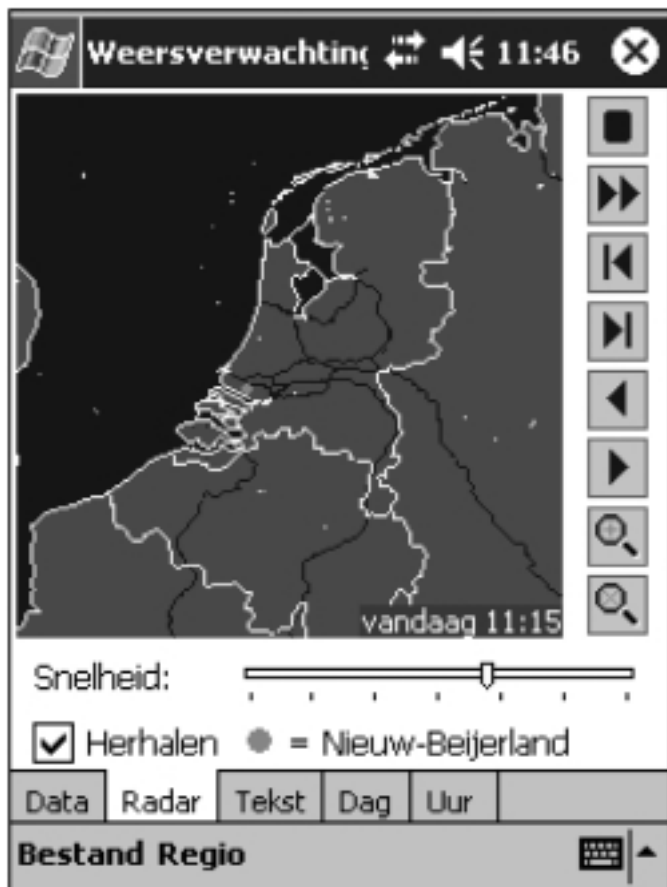 Weersverwachting 11:46
vandaag 11:15
Snelheid:
Herhalen = Nieuw-Beijerland
Data Radar Tekst Dag Uur
Bestand Regio